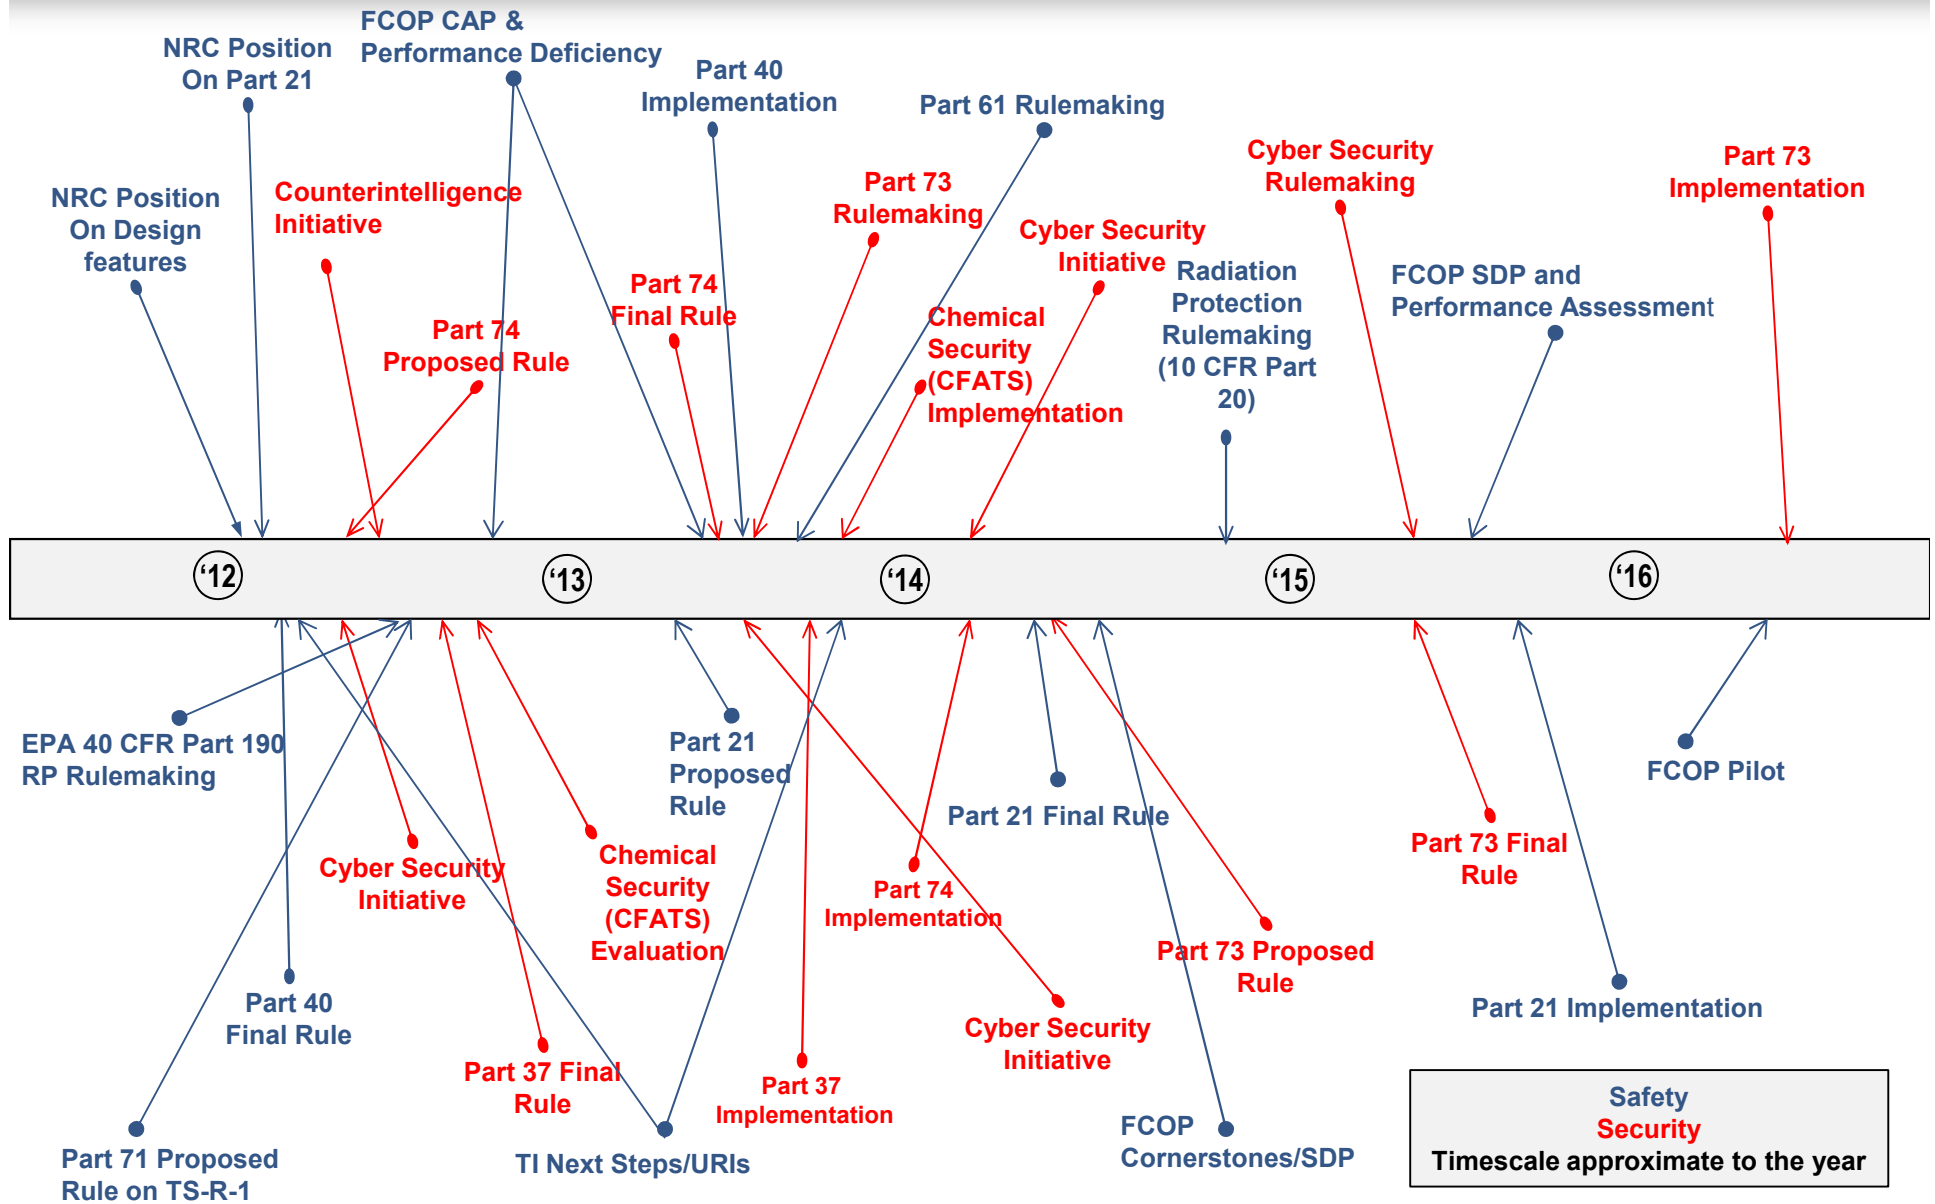 FCOP CAP &
Performance Deficiency
NRC Position
On Part 21
Part 40
Implementation
Part 61 Rulemaking
Cyber Security
Rulemaking
Part 73
Implementation
NRC Position
On Design
features
Counterintelligence
Initiative
Part 73
Rulemaking
Cyber Security
Initiative
Part 74
Final Rule
Part 74
Proposed Rule
Chemical
Security
(CFATS)
Implementation
Radiation
Protection
Rulemaking
(10 CFR Part
20)
FCOP SDP and
Performance Assessment
‘12
‘13
‘14
‘15
‘16
EPA 40 CFR Part 190
RP Rulemaking
Part 21
Proposed
Rule
FCOP Pilot
Part 21 Final Rule
Cyber Security
Initiative
Chemical
Security
(CFATS)
Evaluation
Part 74
Implementation
Part 73 Final
Rule
Part 73 Proposed
Rule
Part 40
Final Rule
Part 21 Implementation
Part 37 Final
Rule
Cyber Security
Initiative
Part 37
Implementation
Part 71 Proposed
Rule on TS-R-1
TI Next Steps/URIs
FCOP
Cornerstones/SDP
Safety
Security
Timescale approximate to the year